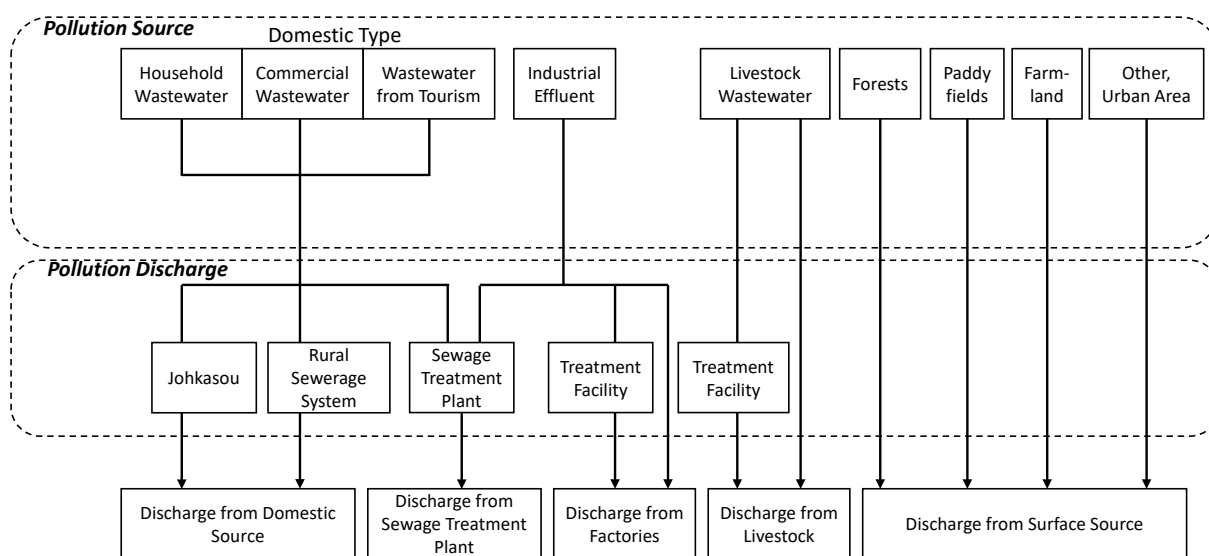 Pollution Source
Domestic Type
Household
Wastewater
Commercial
Wastewater
Wastewater
from Tourism
Industrial
Effluent
Livestock
Wastewater
Forests
Paddy
fields
Farm-
land
Other,
Urban Area
Pollution Discharge
Johkasou
Rural
Sewerage
System
Sewage
Treatment
Plant
Treatment
Facility
Treatment
Facility
Discharge from Domestic
Source
Discharge from
Sewage Treatment
Plant
Discharge from
Factories
Discharge from
Livestock
Discharge from Surface Source